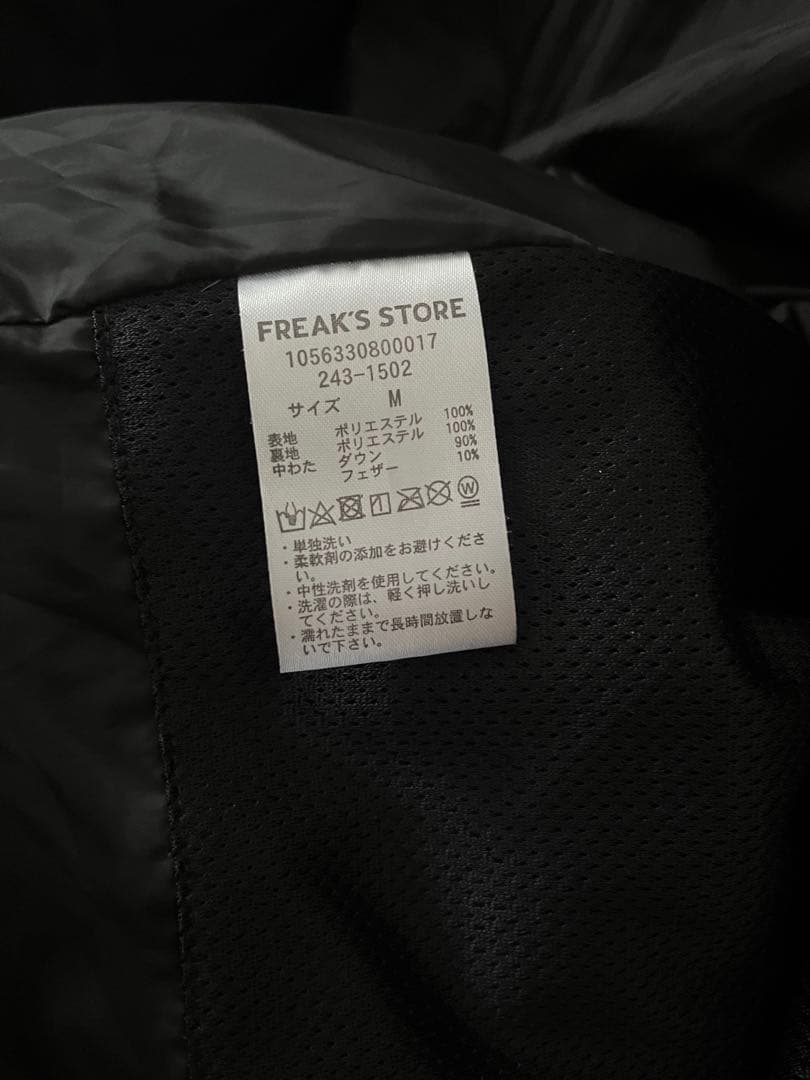 FREAK'S STORE
1056330800017
243-1502
サイズ M
表地 ポリエステル 100%
裏地 ポリエステル 100%
中わた ダウン 90%
フェザー 10%
W
・単独洗い
・柔軟剤の添加をお避けくださ
い。
・中性洗剤を使用してください。
・洗濯の際は、軽く押し洗いし
てください。
・濡れたままで長時間放置しな
いで下さい。